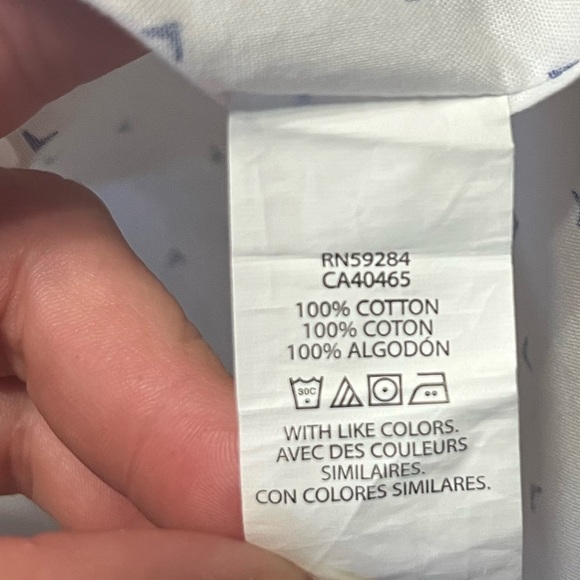 RN59284
CA40465
100% COTTON
100% COTON
100% ALGODÓN
30C
WITH LIKE COLORS.
AVEC DES COULEURS
SIMILAIRES.
CON COLORES SIMILARES.